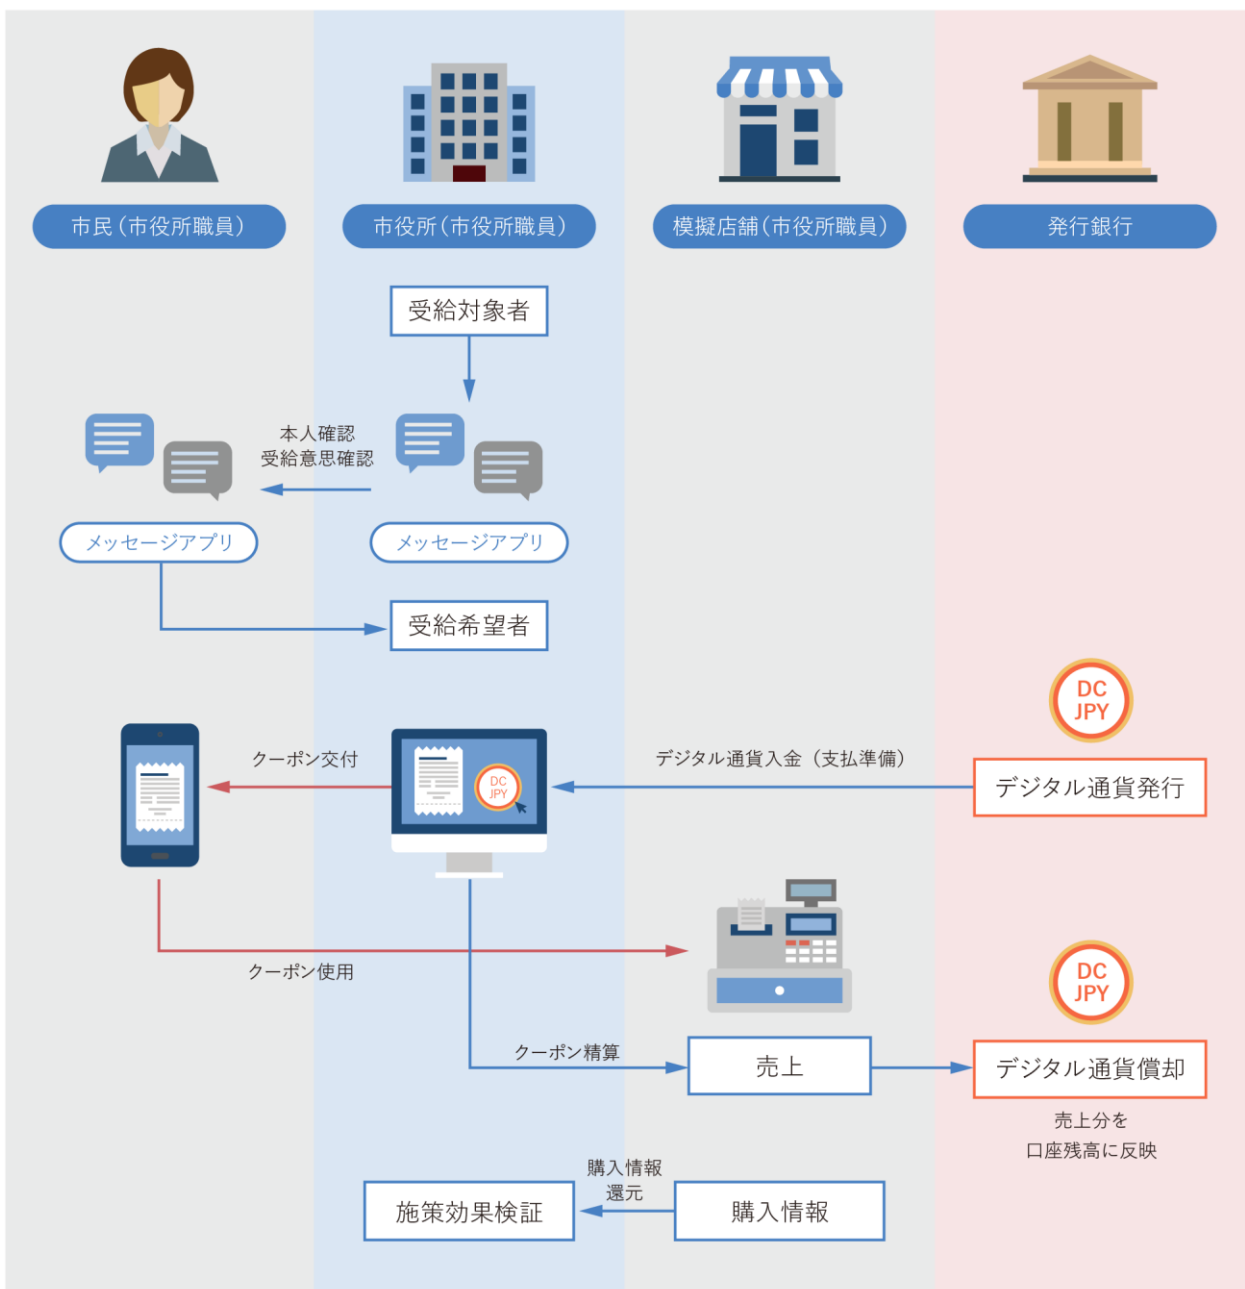 市民（市役所職員）
市役所（市役所職員）
模擬店舗（市役所職員）
発行銀行
受給対象者
本人確認
受給意思確認
メッセージアプリ
メッセージアプリ
受給希望者
DC
JPY
クーポン交付
DC
JPY
デジタル通貨入金（支払準備）
デジタル通貨発行
クーポン使用
DC
JPY
クーポン精算
売上
デジタル通貨償却
売上分を
口座残高に反映
購入情報
還元
施策効果検証
購入情報